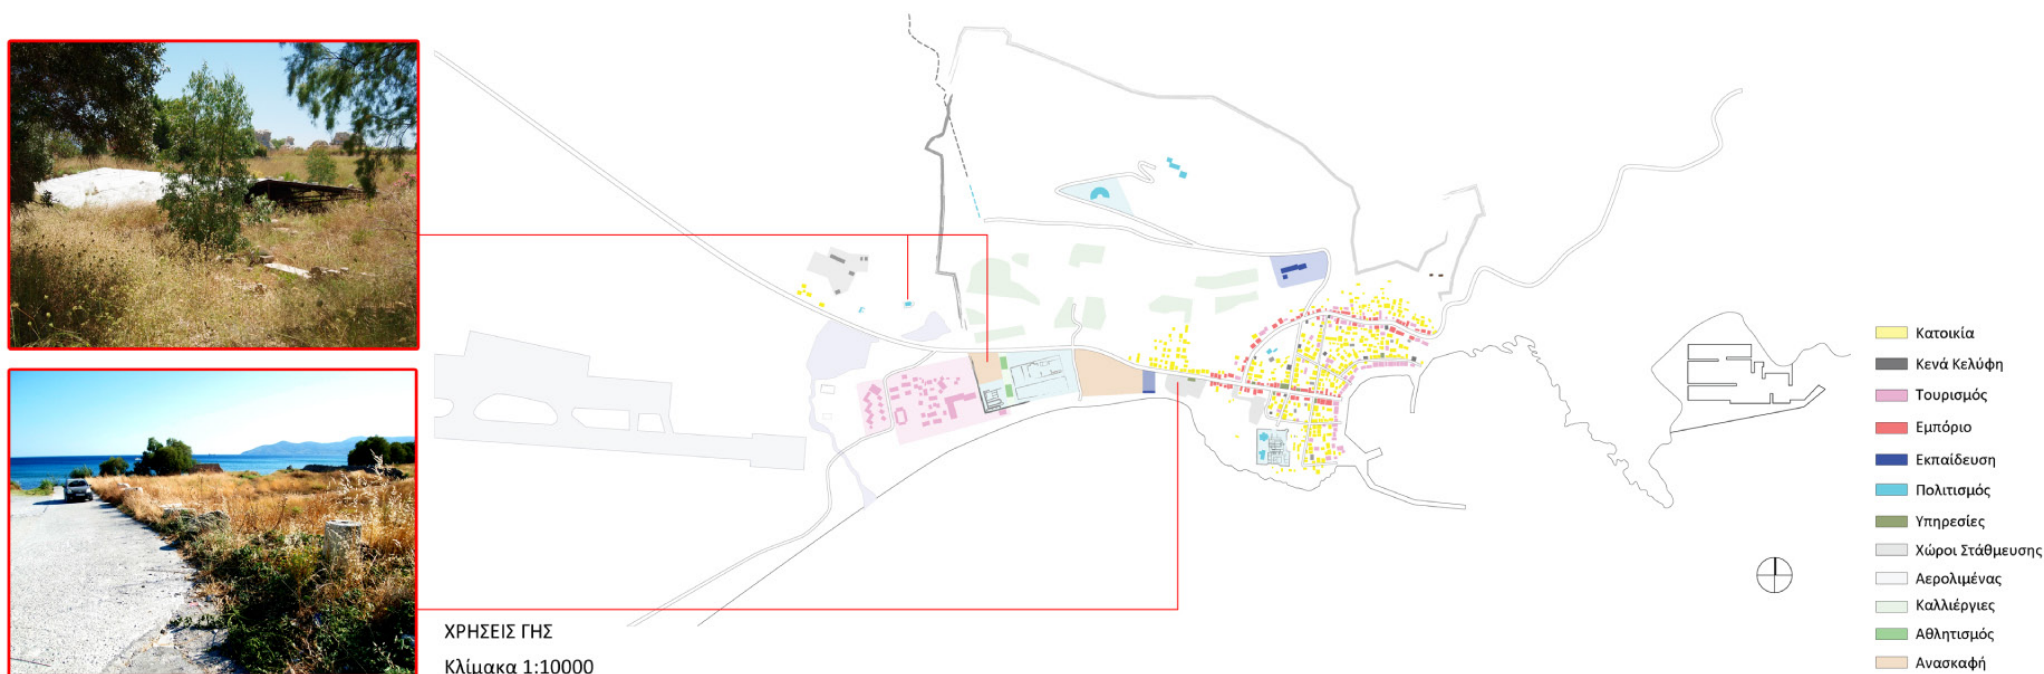 ΧΡΗΣΕΙΣ ΓΗΣ
Κλίμακα 1:10000
Κατοικία
Κενά Κελύφη
Τουρισμός
Εμπόριο
Εκπαίδευση
Πολιτισμός
Υπηρεσίες
Χώροι Στάθμευσης
Αερολιμένας
Καλλιέργιες
Αθλητισμός
Ανασκαφή